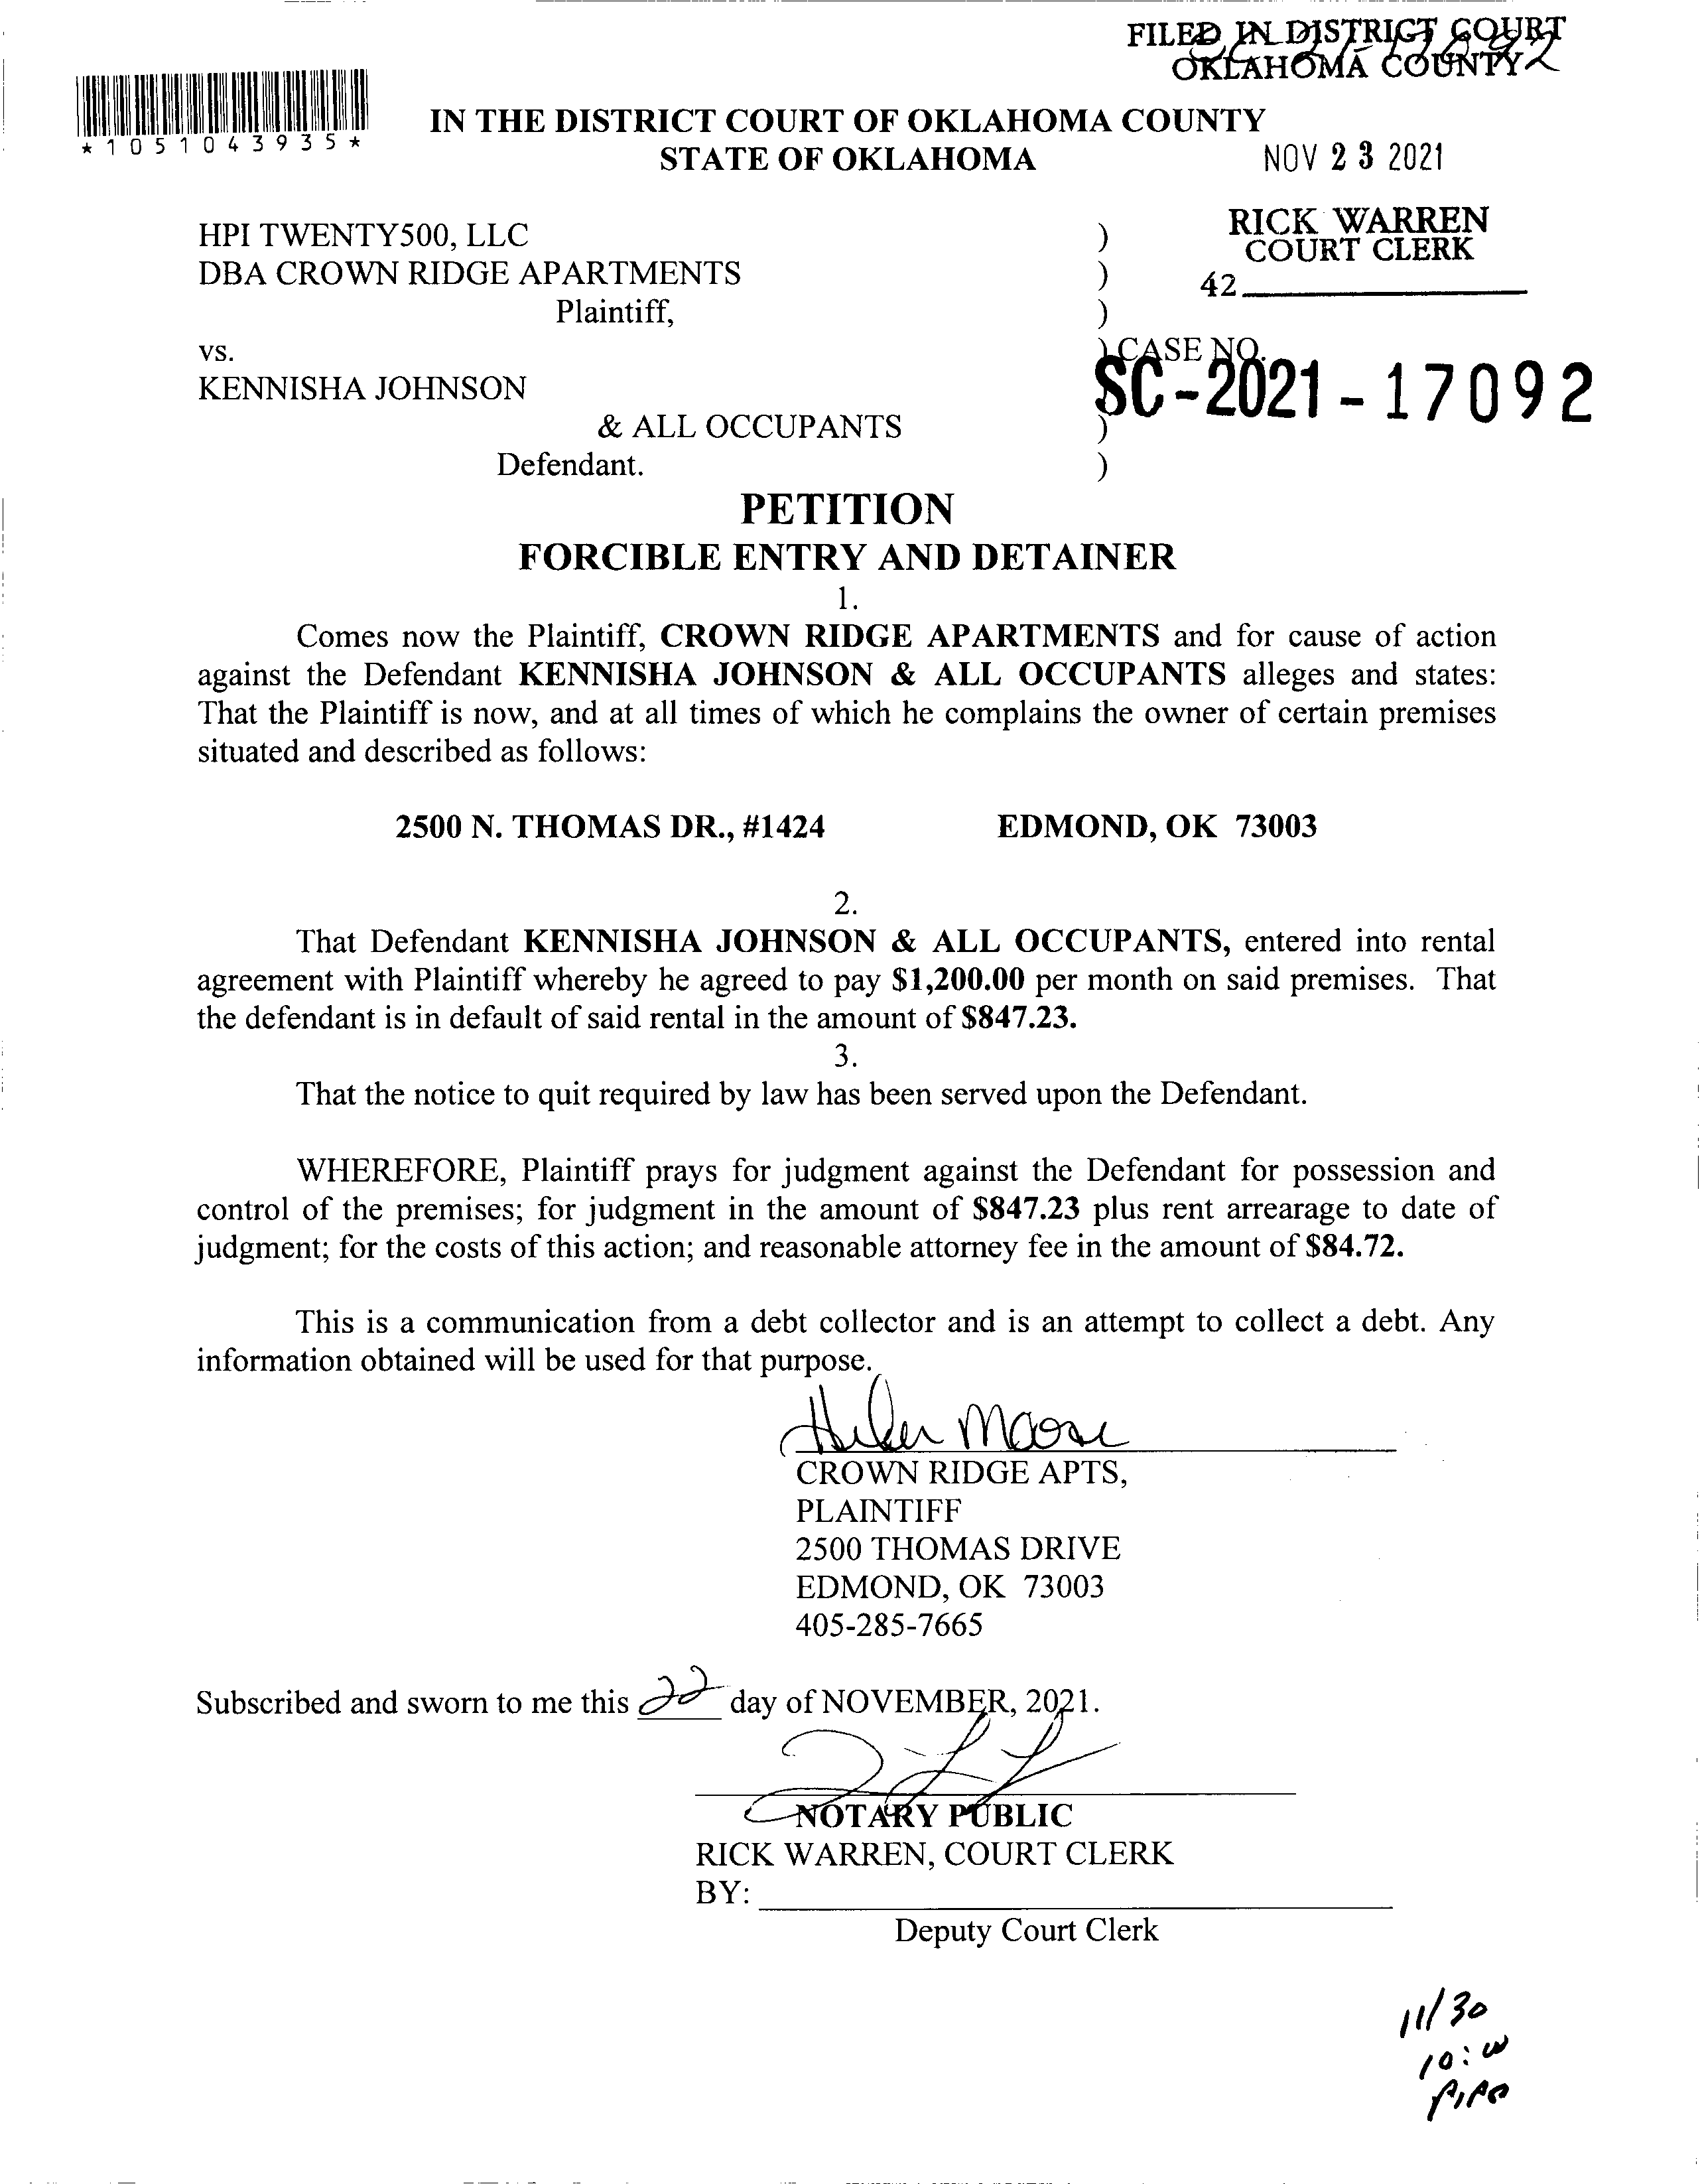 FILED IN DISTRICT COURT
OKLAHOMA COUNTY
*1051043935*
IN THE DISTRICT COURT OF OKLAHOMA COUNTY
STATE OF OKLAHOMA
NOV 23 2021
RICK WARREN
COURT CLERK
42
HPI TWENTY500, LLC )
DBA CROWN RIDGE APARTMENTS )
Plaintiff, )
vs. ) CASE NO.
SC-2021-17092
KENNISHA JOHNSON
& ALL OCCUPANTS )
Defendant. )
PETITION
FORCIBLE ENTRY AND DETAINER
1.
Comes now the Plaintiff, CROWN RIDGE APARTMENTS and for cause of action
against the Defendant KENNISHA JOHNSON & ALL OCCUPANTS alleges and states:
That the Plaintiff is now, and at all times of which he complains the owner of certain premises
situated and described as follows:
2500 N. THOMAS DR., #1424 EDMOND, OK 73003
2.
That Defendant KENNISHA JOHNSON & ALL OCCUPANTS, entered into rental
agreement with Plaintiff whereby he agreed to pay $1,200.00 per month on said premises. That
the defendant is in default of said rental in the amount of $847.23.
3.
That the notice to quit required by law has been served upon the Defendant.
WHEREFORE, Plaintiff prays for judgment against the Defendant for possession and
control of the premises; for judgment in the amount of $847.23 plus rent arrearage to date of
judgment; for the costs of this action; and reasonable attorney fee in the amount of $84.72.
This is a communication from a debt collector and is an attempt to collect a debt. Any
information obtained will be used for that purpose.
CROWN RIDGE APTS,
PLAINTIFF
2500 THOMAS DRIVE
EDMOND, OK 73003
405-285-7665
Subscribed and sworn to me this 22 day of NOVEMBER, 2021.
NOTARY PUBLIC
RICK WARREN, COURT CLERK
BY:
Deputy Court Clerk
11/30